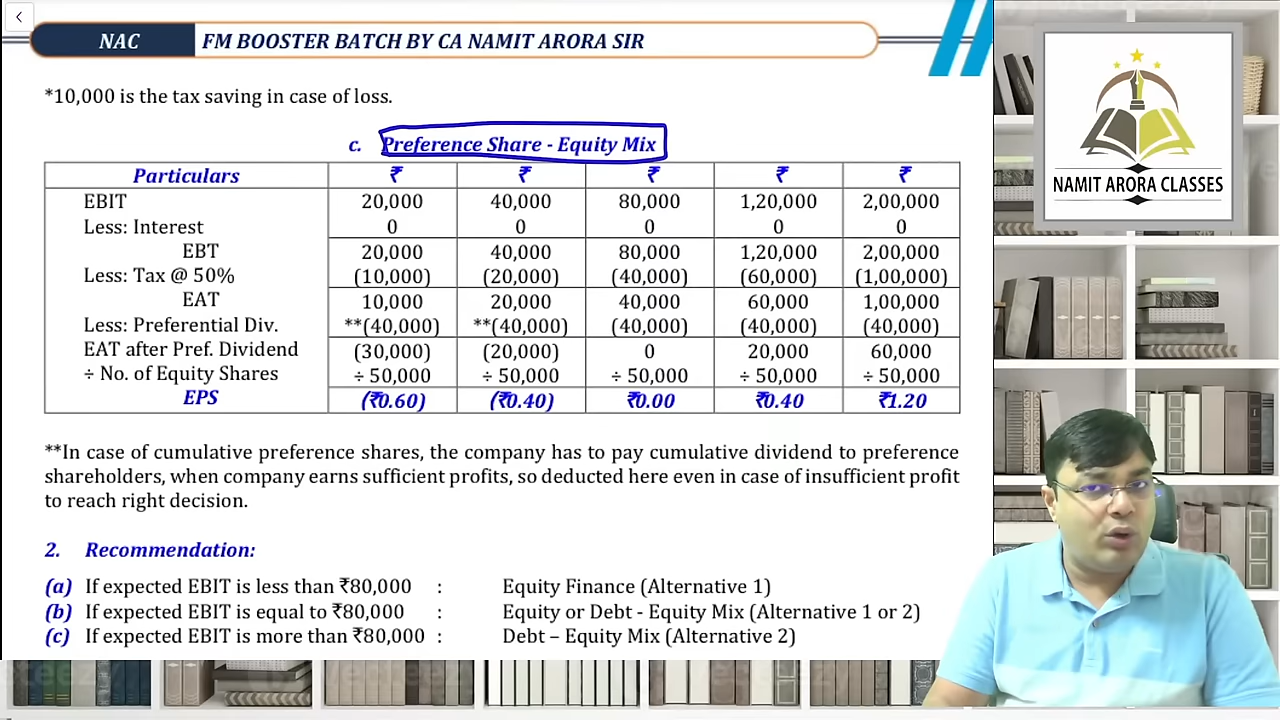 NAC FM BOOSTER BATCH BY CA NAMIT ARORA SIR
*10,000 is the tax saving in case of loss.
c. Preference Share - Equity Mix
Particulars ₹ ₹ ₹ ₹ ₹
EBIT 20,000 40,000 80,000 1,20,000 2,00,000
Less: Interest 0 0 0 0 0
EBT 20,000 40,000 80,000 1,20,000 2,00,000
Less: Tax @ 50% (10,000) (20,000) (40,000) (60,000) (1,00,000)
EAT 10,000 20,000 40,000 60,000 1,00,000
Less: Preferential Div. **(40,000) **(40,000) (40,000) (40,000) (40,000)
EAT after Pref. Dividend (30,000) (20,000) 0 20,000 60,000
÷ No. of Equity Shares ÷ 50,000 ÷ 50,000 ÷ 50,000 ÷ 50,000 ÷ 50,000
EPS (₹0.60) (₹0.40) ₹0.00 ₹0.40 ₹1.20
**In case of cumulative preference shares, the company has to pay cumulative dividend to preference
shareholders, when company earns sufficient profits, so deducted here even in case of insufficient profit
to reach right decision.
2. Recommendation:
(a) If expected EBIT is less than ₹80,000 : Equity Finance (Alternative 1)
(b) If expected EBIT is equal to ₹80,000 : Equity or Debt - Equity Mix (Alternative 1 or 2)
(c) If expected EBIT is more than ₹80,000 : Debt – Equity Mix (Alternative 2)
NAMIT ARORA CLASSES